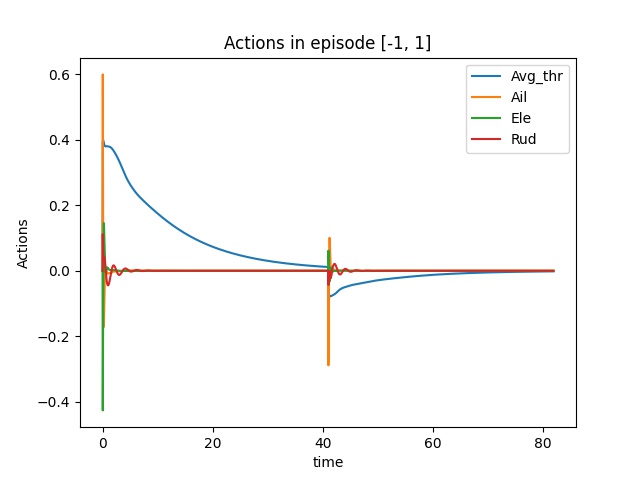 Actions in episode [-1, 1]
Avg_thr
Ail
Ele
Rud
0.6
0.4
0.2
0.0
−0.2
−0.4
Actions
0
20
40
60
80
time